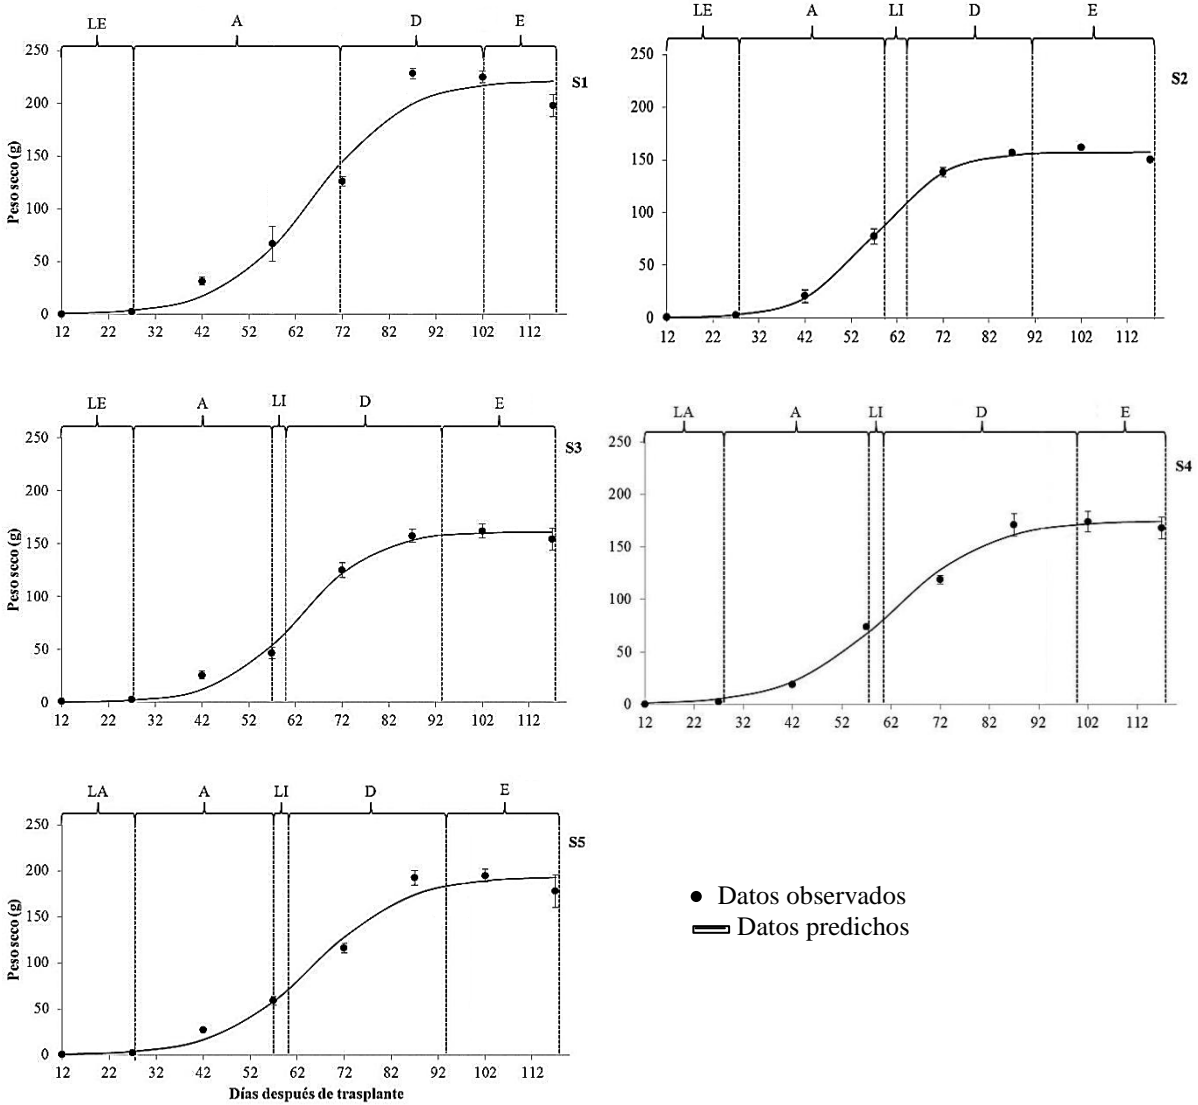 LE A D E
250
200
150
100
50
0
12 22 32 42 52 62 72 82 92 102 112
Peso seco (g)
S1
LE A LI D E
250
200
150
100
50
0
12 22 32 42 52 62 72 82 92 102 112
S2
LE A LI D E
250
200
150
100
50
0
12 22 32 42 52 62 72 82 92 102 112
Peso seco (g)
S3
LA A LI D E
250
200
150
100
50
0
12 22 32 42 52 62 72 82 92 102 112
S4
LA A LI D E
250
200
150
100
50
0
12 22 32 42 52 62 72 82 92 102 112
Peso seco (g)
Días después de trasplante
S5
Datos observados
Datos predichos